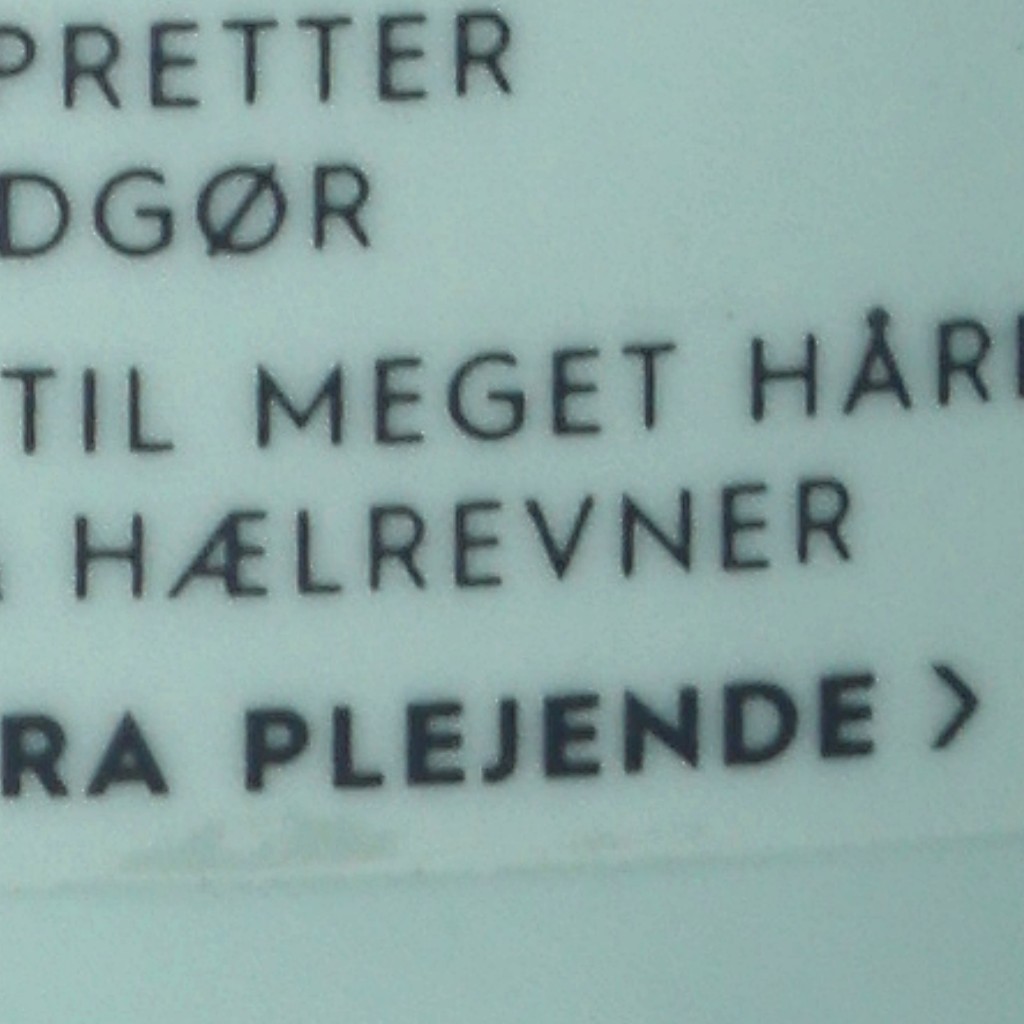 PRETTER
DGØR
TIL MEGET HÅR
HÆLREVNER
RA PLEJENDE >